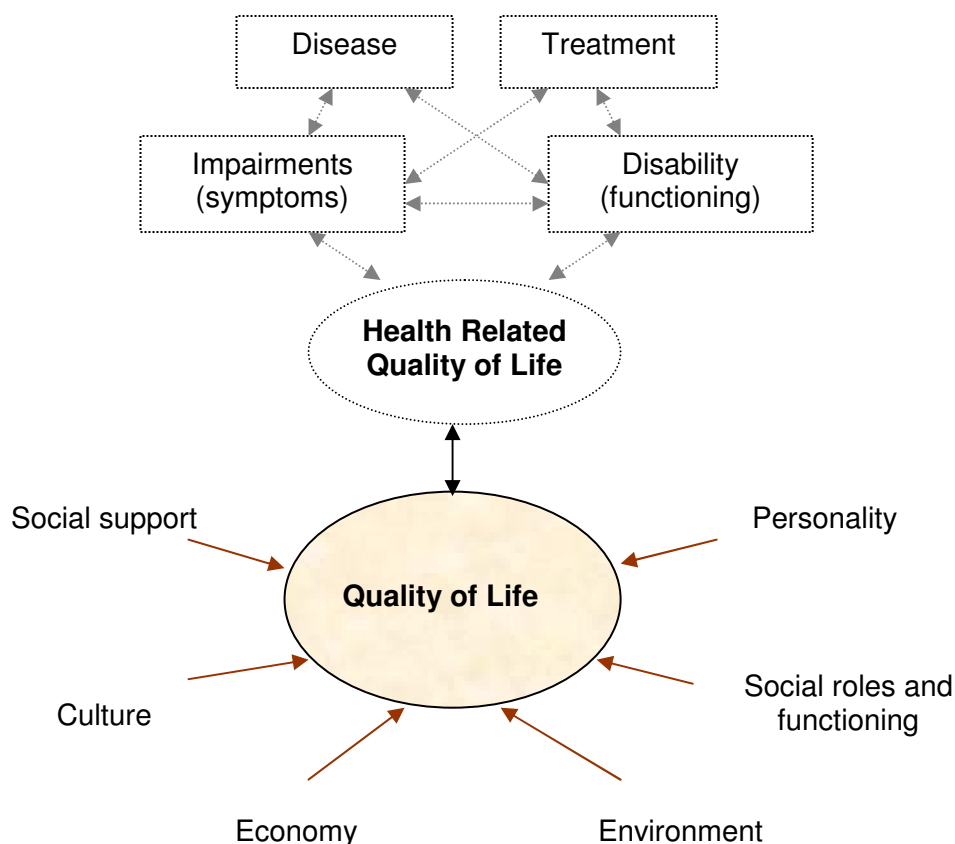 Disease
Treatment
Impairments
(symptoms)
Disability
(functioning)
Health Related
Quality of Life
Social support
Personality
Quality of Life
Culture
Social roles and
functioning
Economy
Environment